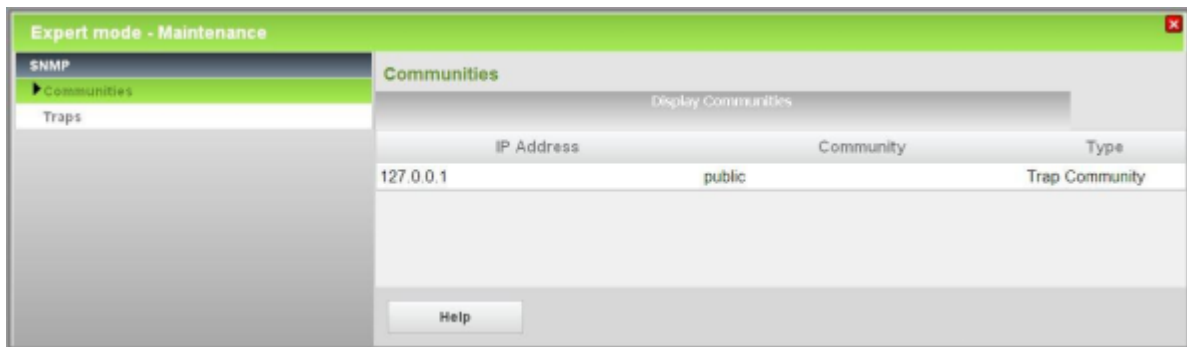 Expert mode - Maintenance
SNMP
Communities
Traps
Communities
Display Communities
IP Address Community Type
127.0.0.1 public Trap Community
Help